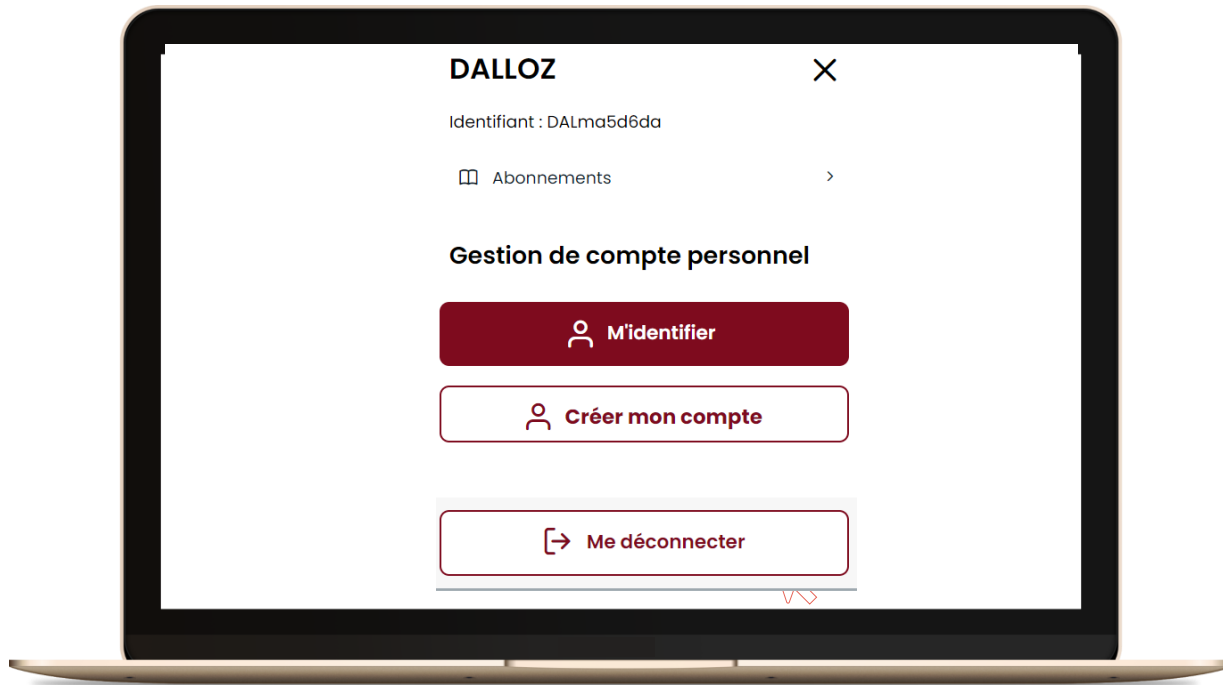 DALLOZ
Identifiant : DALma5d6da
Abonnements
Gestion de compte personnel
M'identifier
Créer mon compte
Me déconnecter